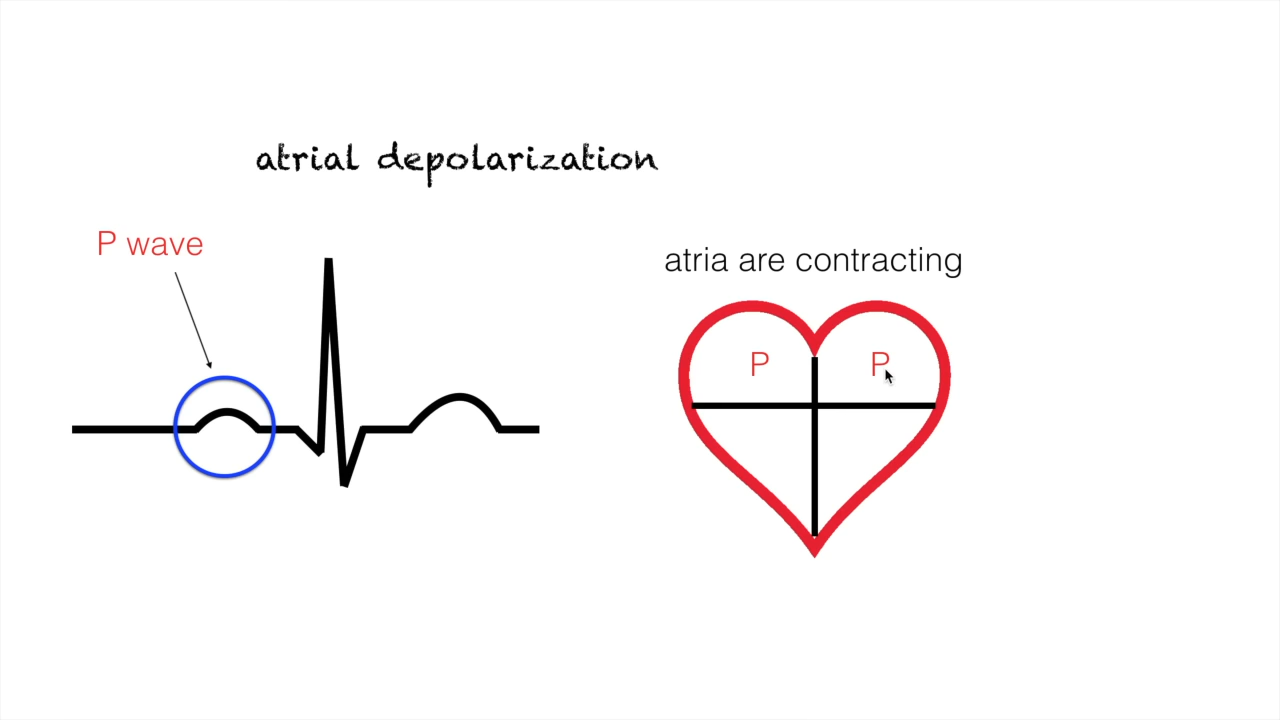 atrial depolarization
P wave
atria are contracting
P P